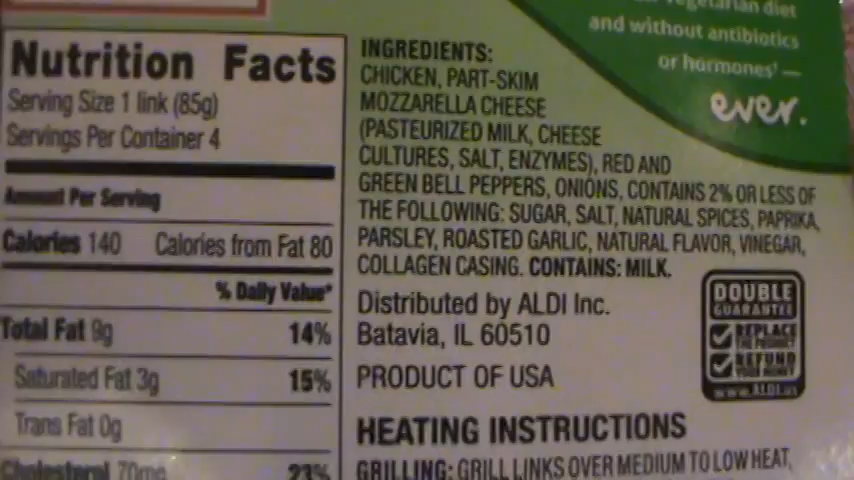 vegetarian diet
and without antibiotics
or hormones¹ —
ever.
Nutrition Facts
Serving Size 1 link (85g)
Servings Per Container 4
Amount Per Serving
Calories 140 Calories from Fat 80
% Daily Value*
Total Fat 9g 14%
Saturated Fat 3g 15%
Trans Fat 0g
Cholesterol 70mg 23%
INGREDIENTS:
CHICKEN, PART-SKIM
MOZZARELLA CHEESE
(PASTEURIZED MILK, CHEESE
CULTURES, SALT, ENZYMES), RED AND
GREEN BELL PEPPERS, ONIONS, CONTAINS 2% OR LESS OF
THE FOLLOWING: SUGAR, SALT, NATURAL SPICES, PAPRIKA,
PARSLEY, ROASTED GARLIC, NATURAL FLAVOR, VINEGAR,
COLLAGEN CASING. CONTAINS: MILK.
Distributed by ALDI Inc.
Batavia, IL 60510
PRODUCT OF USA
DOUBLE
GUARANTEE
REPLACE
THE PRODUCT
REFUND
YOUR MONEY
www.ALDI.us
HEATING INSTRUCTIONS
GRILLING: GRILL LINKS OVER MEDIUM TO LOW HEAT,